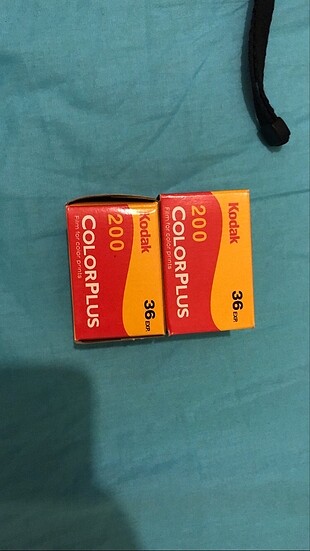 Kodak
200
COLORPLUS
Film for color prints
36 EXP.
Kodak
200
COLORPLUS
Film for color prints
36 EXP.